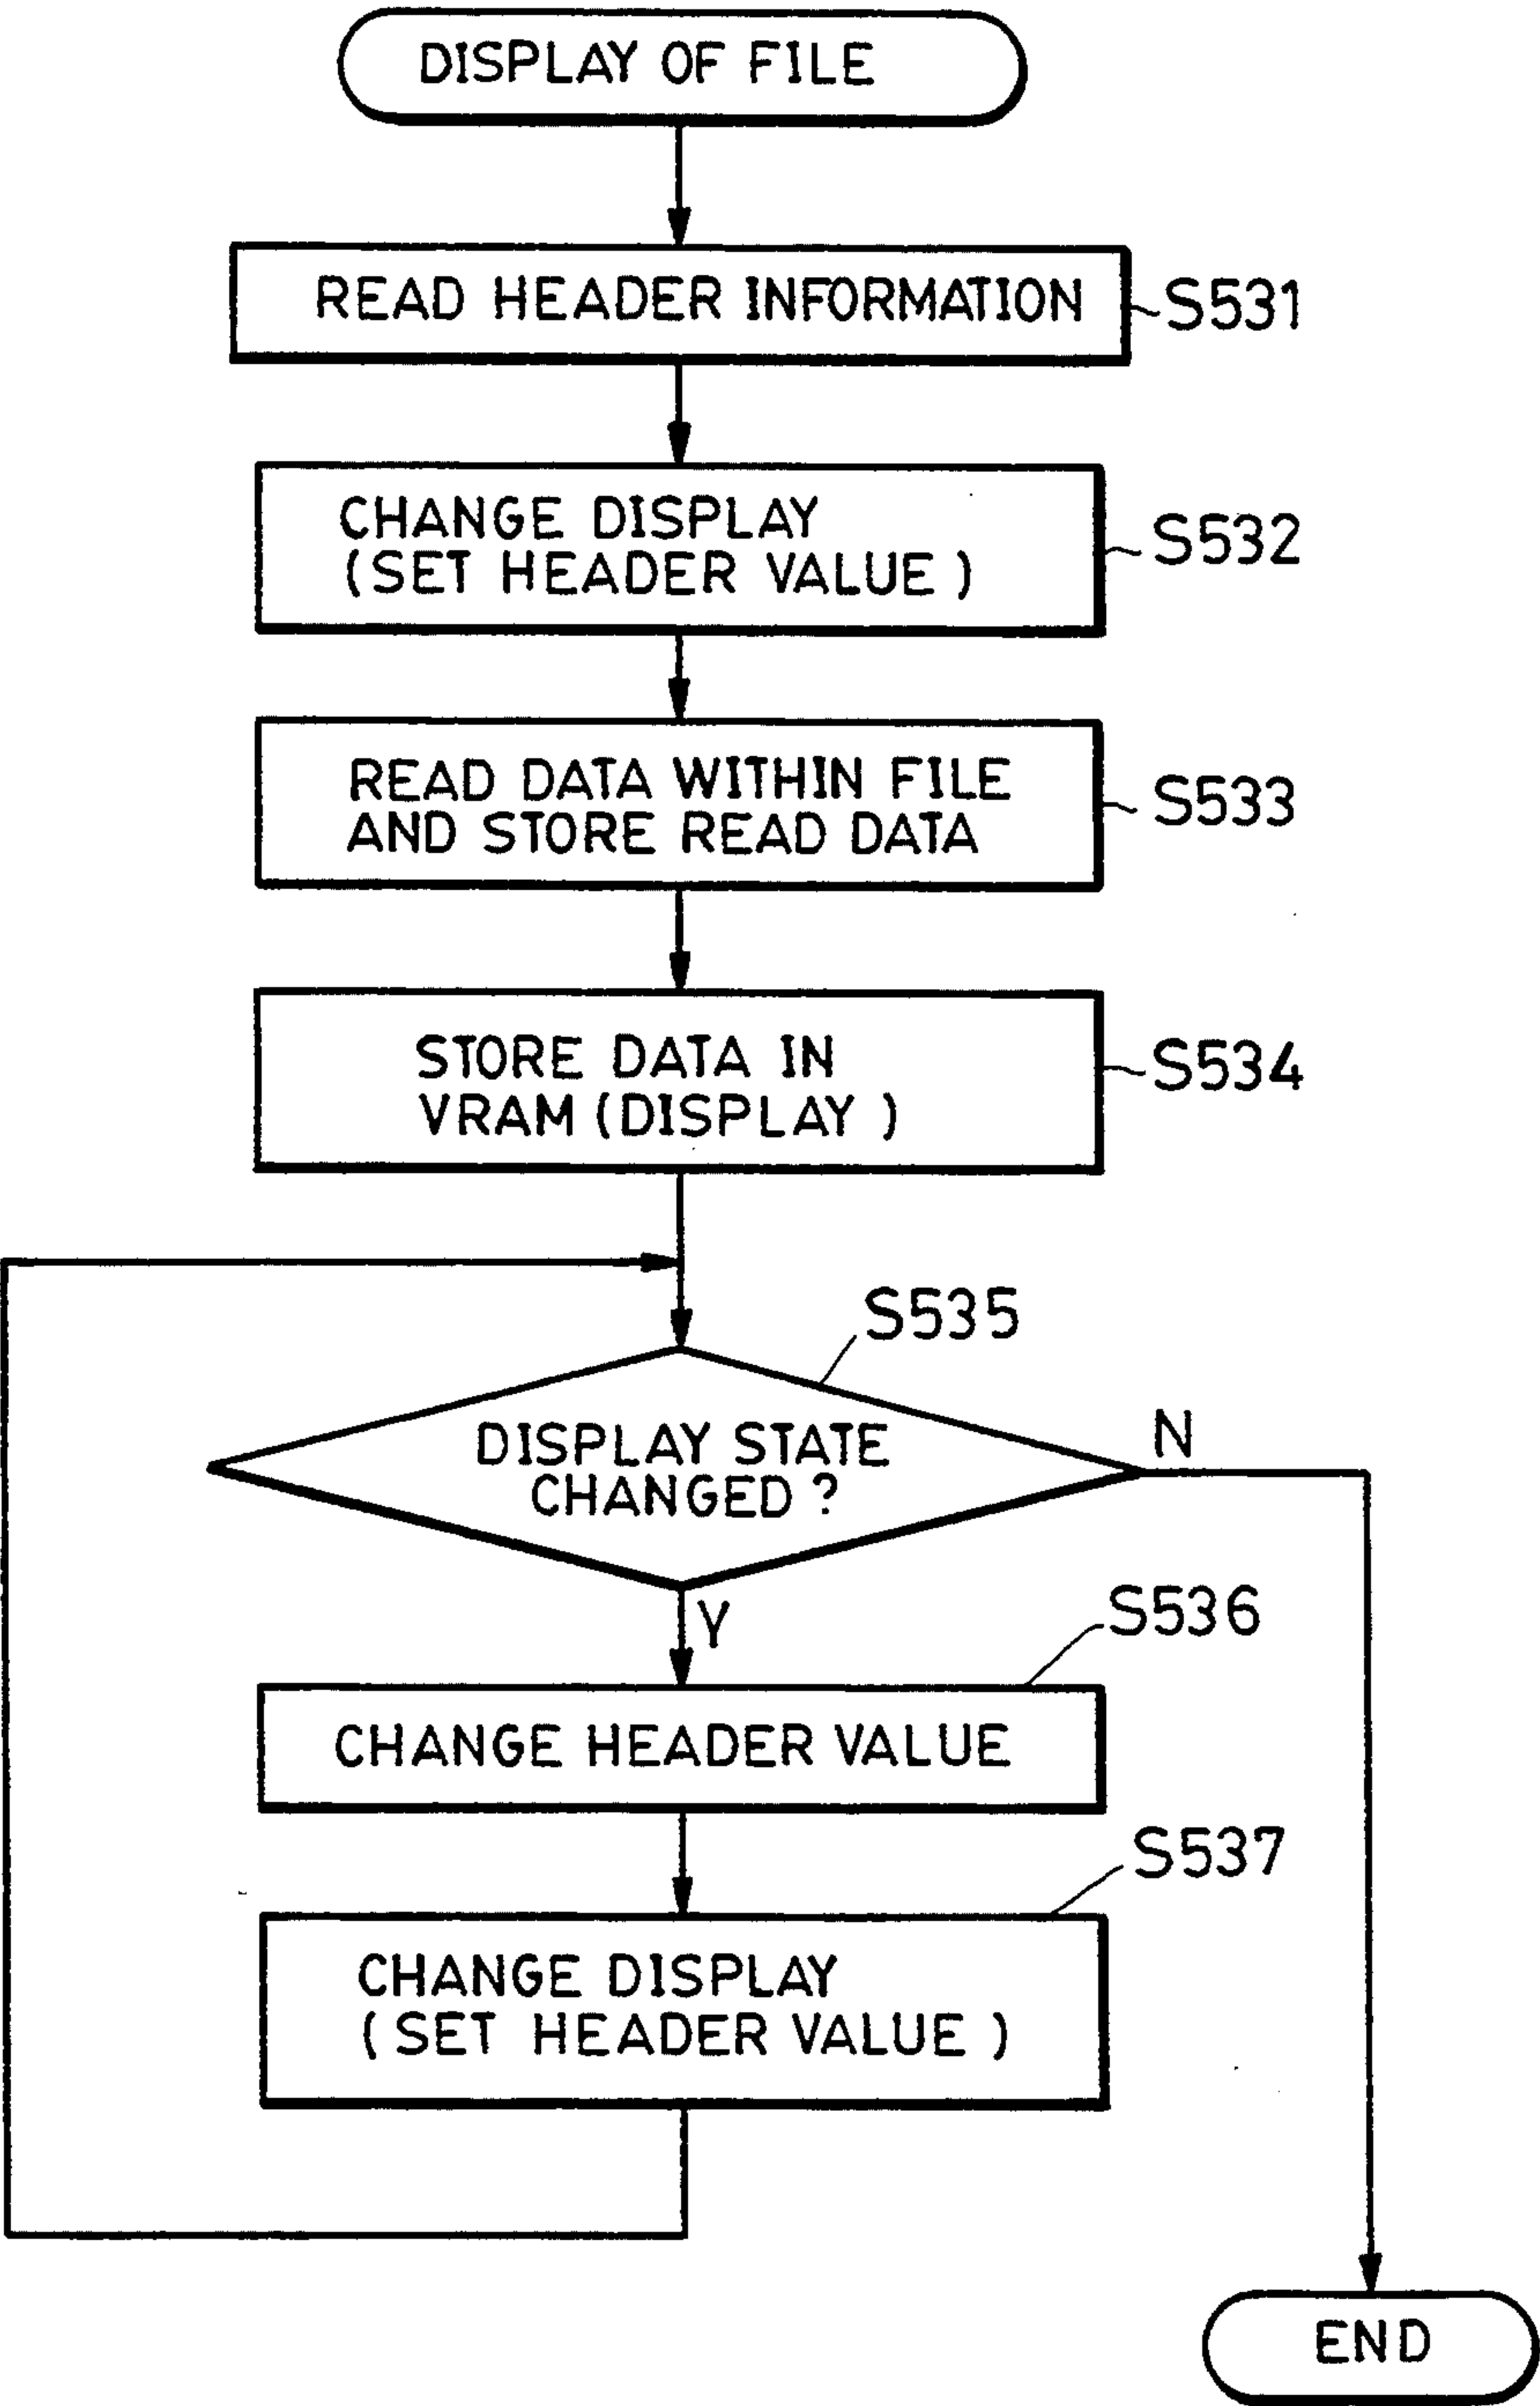 DISPLAY OF FILE
READ HEADER INFORMATION
S531
CHANGE DISPLAY
(SET HEADER VALUE)
S532
READ DATA WITHIN FILE
AND STORE READ DATA
S533
STORE DATA IN
VRAM (DISPLAY)
S534
S535
DISPLAY STATE
CHANGED ?
N
Y
S536
CHANGE HEADER VALUE
S537
CHANGE DISPLAY
(SET HEADER VALUE)
END